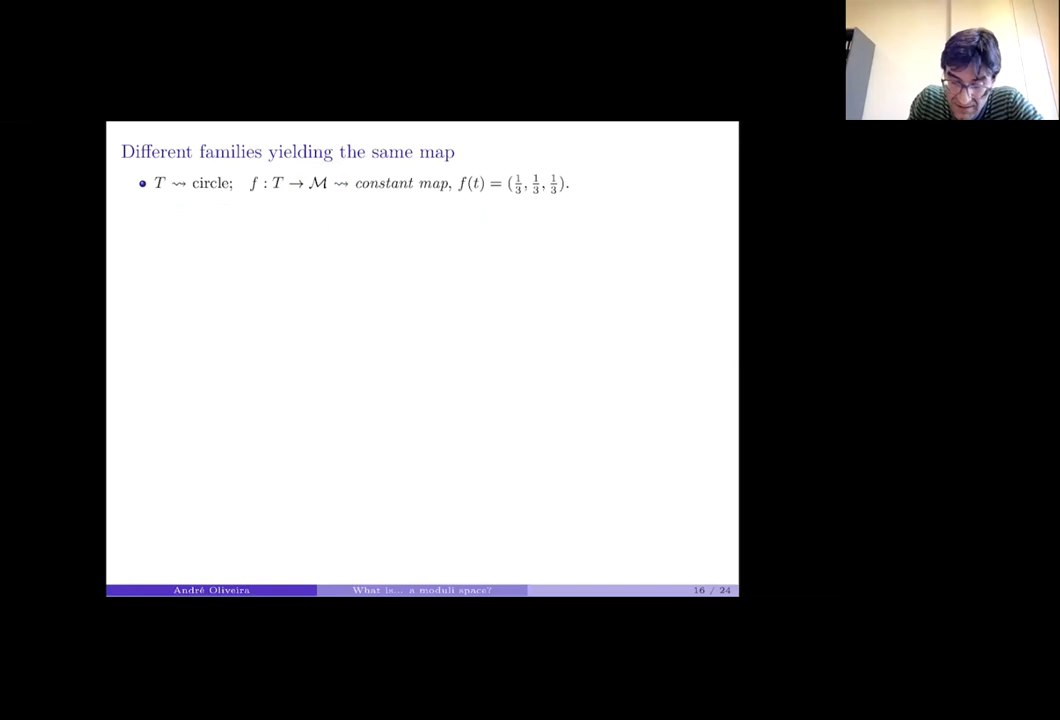 Different families yielding the same map
• T ⇝ circle; f : T → ℳ ⇝ constant map, f(t) = (1/3, 1/3, 1/3).
André Oliveira What is... a moduli space? 16 / 24